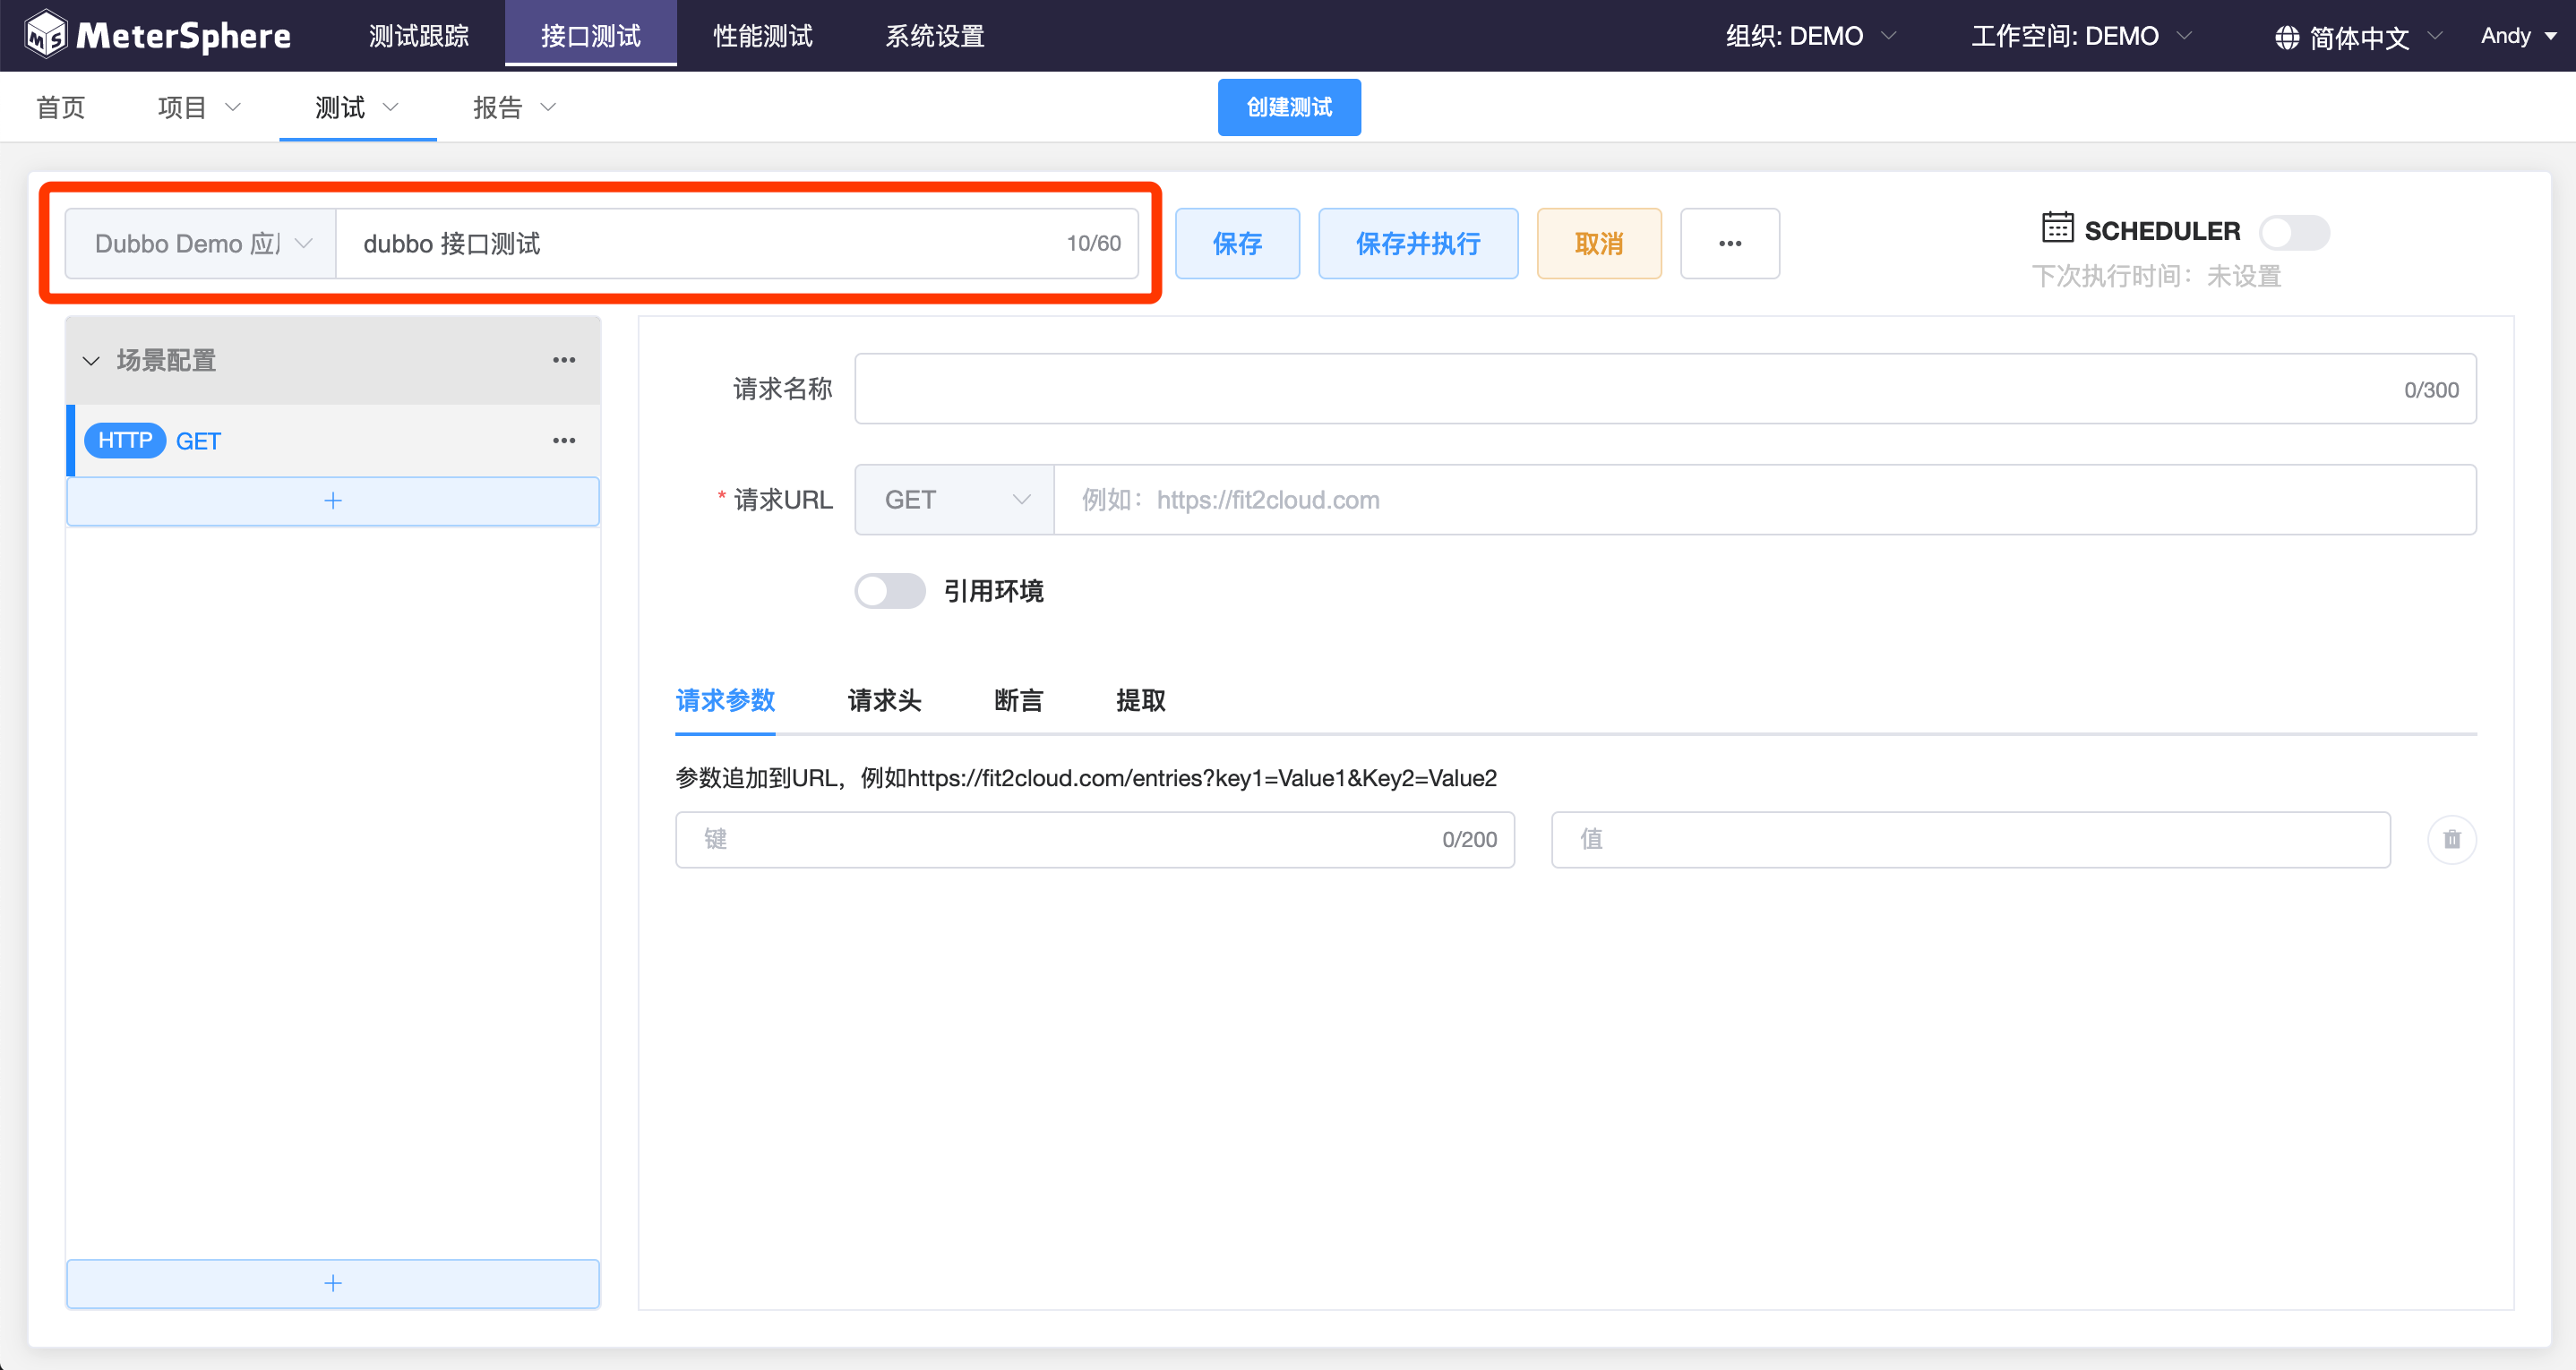 MeterSphere 测试跟踪 接口测试 性能测试 系统设置 组织: DEMO 工作空间: DEMO 简体中文 Andy
首页 项目 测试 报告 创建测试
Dubbo Demo 应 dubbo 接口测试 10/60 保存 保存并执行 取消 ••• SCHEDULER
下次执行时间：未设置
场景配置 •••
请求名称 0/300
HTTP GET •••
* 请求URL GET 例如：https://fit2cloud.com
+
引用环境
请求参数 请求头 断言 提取
参数追加到URL，例如https://fit2cloud.com/entries?key1=Value1&Key2=Value2
键 0/200 值
+